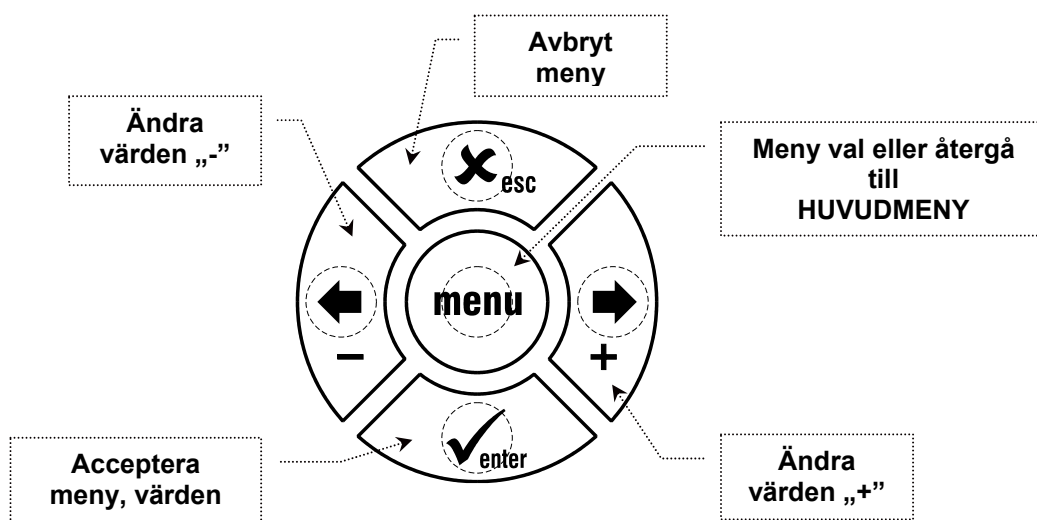 Avbryt
meny
Ändra
värden „-”
Meny val eller återgå
till
HUVUDMENY
esc
menu
−
+
enter
Acceptera
meny, värden
Ändra
värden „+”